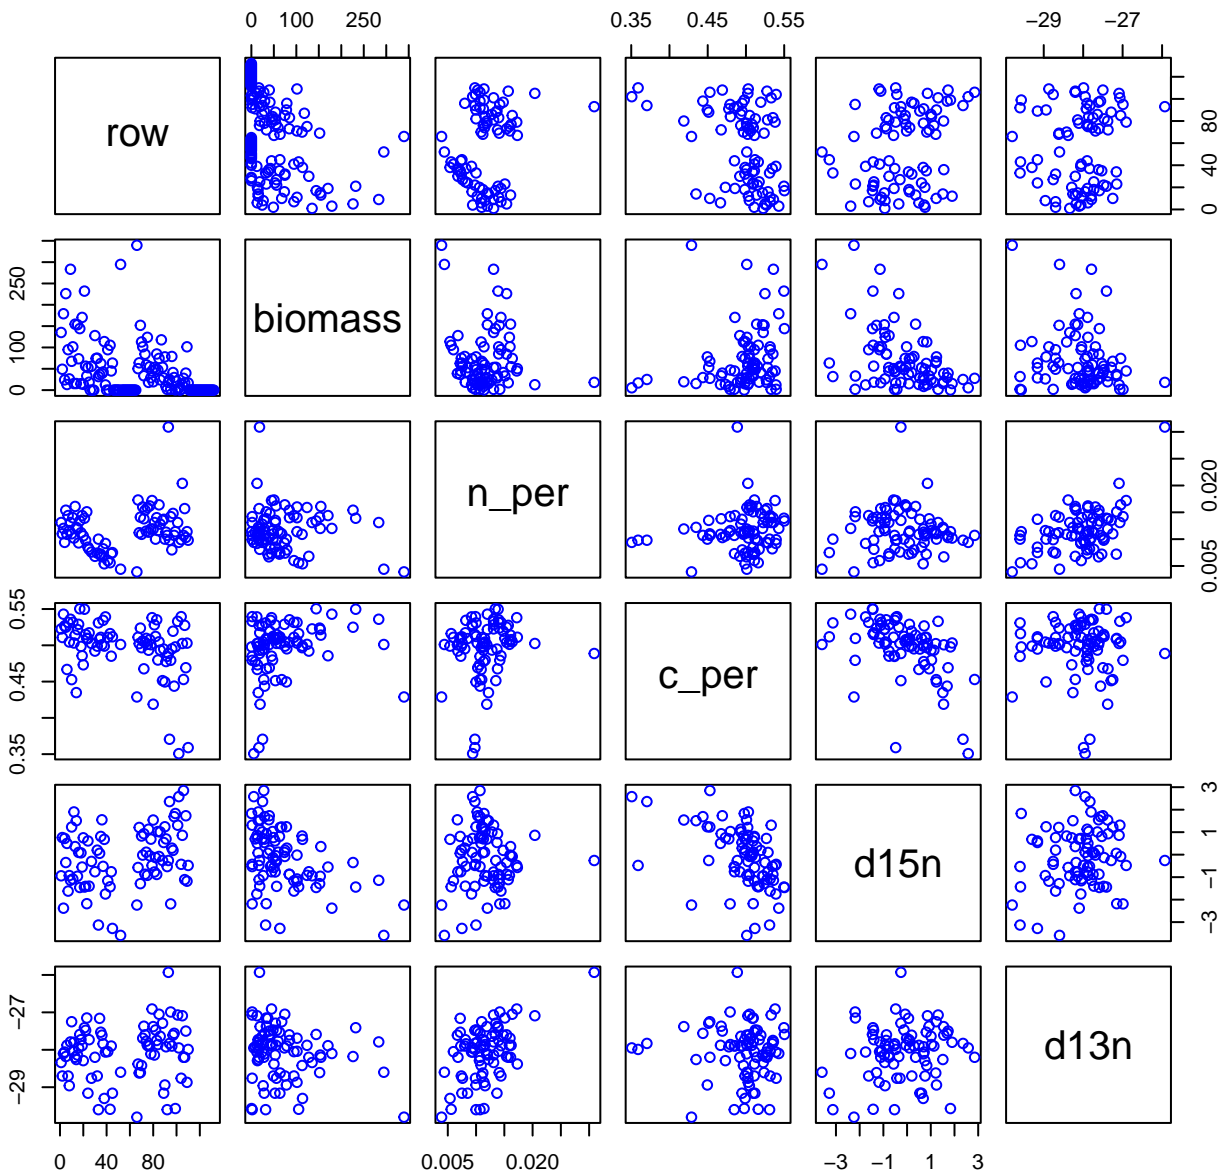 0 100 250 0.35 0.45 0.55 −29 −27
row 0 40 80
0 100 250 biomass
n_per 0.005 0.020
0.35 0.45 0.55 c_per
d15n −3 −1 1 3
−29 −27 d13n
0 40 80 0.005 0.020 −3 −1 1 3